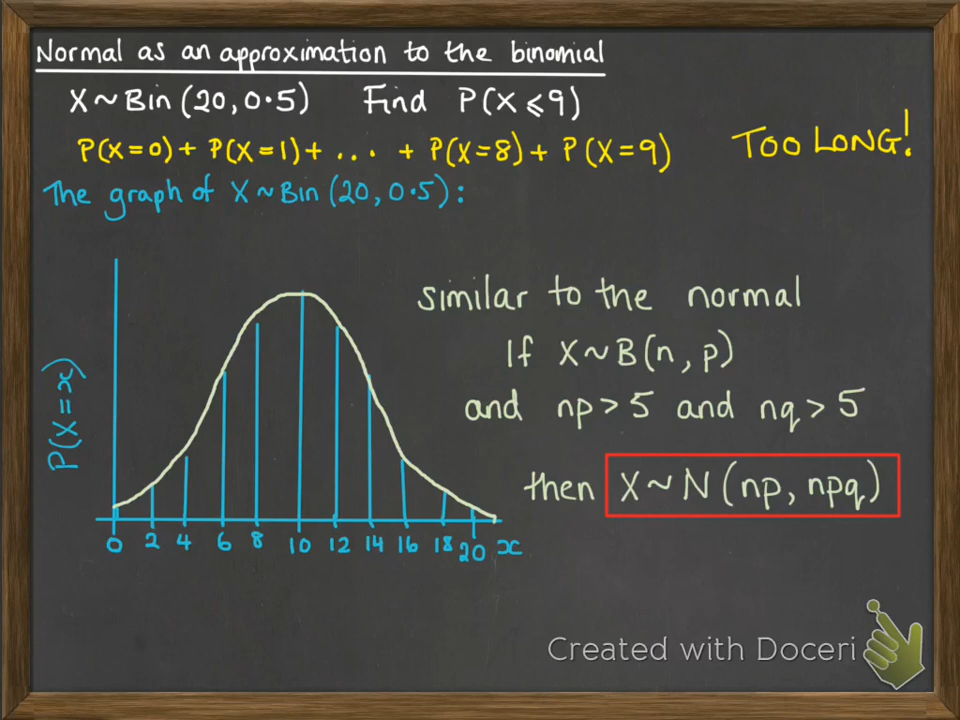 Normal as an approximation to the binomial
X ~ Bin (20, 0·5) Find P(X ⩽ 9)
P(X=0) + P(X=1) + ... + P(X=8) + P(X=9) TOO LONG!
The graph of X ~ Bin (20, 0·5):
similar to the normal
If X ~ B(n, p)
and np > 5 and nq > 5
then X ~ N (np, npq)
P(X = x)
0 2 4 6 8 10 12 14 16 18 20 x
Created with Doceri